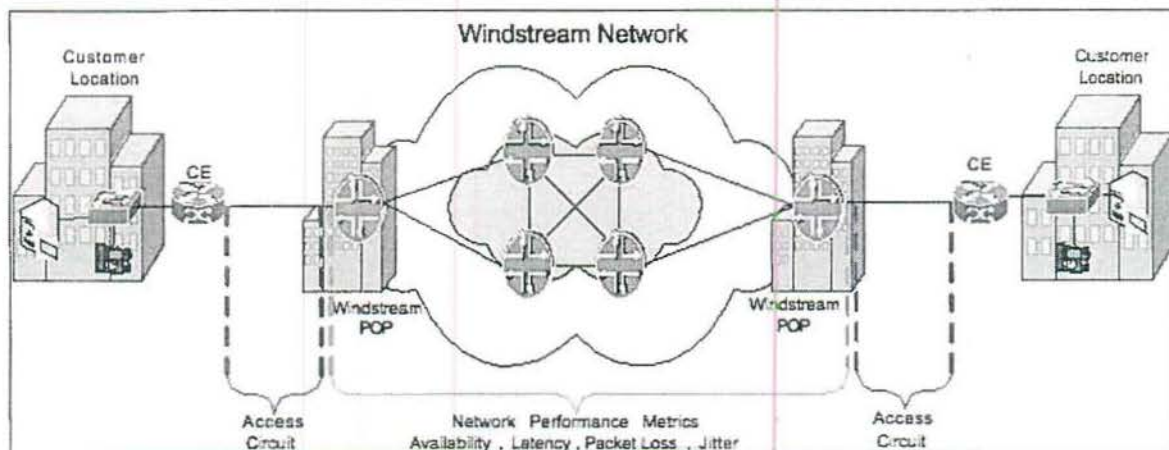 Windstream Network
Customer
Location
Customer
Location
CE
CE
Windstream
POP
Windstream
POP
Access
Circuit
Network Performance Metrics
Availability , Latency , Packet Loss , Jitter
Access
Circuit